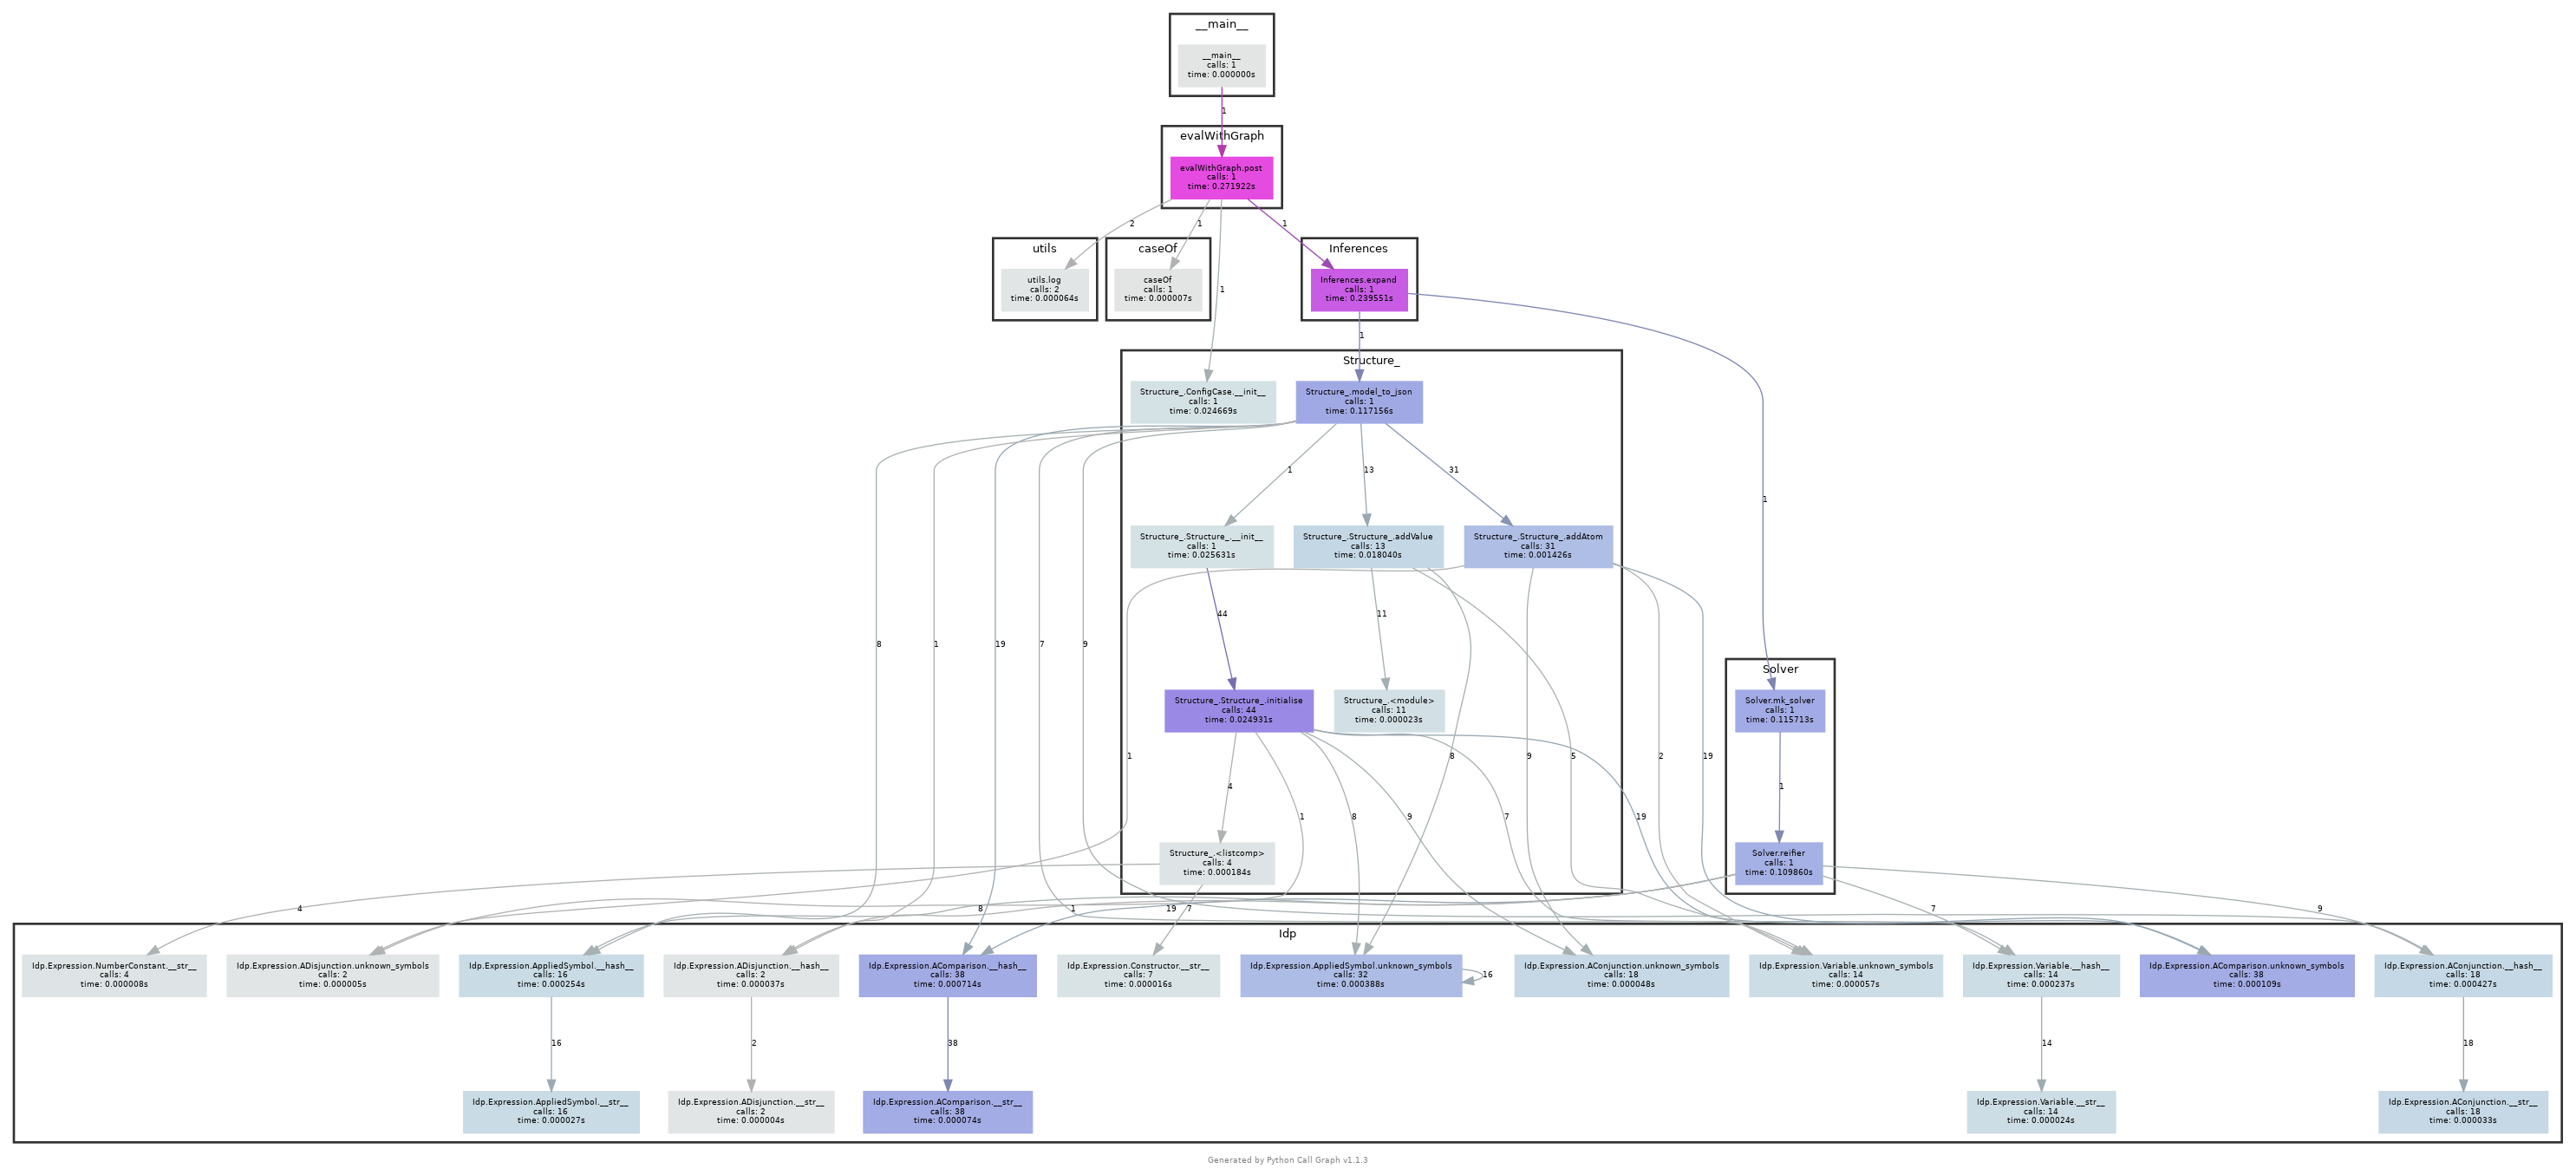 __main__
__main__
calls: 1
time: 0.000000s
1
evalWithGraph
evalWithGraph.post
calls: 1
time: 0.271922s
2
1
1
1
utils
utils.log
calls: 2
time: 0.000064s
caseOf
caseOf
calls: 1
time: 0.000007s
Inferences
Inferences.expand
calls: 1
time: 0.239551s
1
1
Structure_
Structure_.ConfigCase.__init__
calls: 1
time: 0.024669s
Structure_.model_to_json
calls: 1
time: 0.117156s
1
13
31
8
1
19
7
9
Structure_.Structure_.__init__
calls: 1
time: 0.025631s
Structure_.Structure_.addValue
calls: 13
time: 0.018040s
Structure_.Structure_.addAtom
calls: 31
time: 0.001426s
44
11
8
5
1
9
2
19
Structure_.Structure_.initialise
calls: 44
time: 0.024931s
Structure_.<module>
calls: 11
time: 0.000023s
4
1
8
9
7
19
Structure_.<listcomp>
calls: 4
time: 0.000184s
4
7
Solver
Solver.mk_solver
calls: 1
time: 0.115713s
1
Solver.reifier
calls: 1
time: 0.109860s
8
1
19
7
9
Idp
Idp.Expression.NumberConstant.__str__
calls: 4
time: 0.000008s
Idp.Expression.ADisjunction.unknown_symbols
calls: 2
time: 0.000005s
Idp.Expression.AppliedSymbol.__hash__
calls: 16
time: 0.000254s
Idp.Expression.ADisjunction.__hash__
calls: 2
time: 0.000037s
Idp.Expression.AComparison.__hash__
calls: 38
time: 0.000714s
Idp.Expression.Constructor.__str__
calls: 7
time: 0.000016s
Idp.Expression.AppliedSymbol.unknown_symbols
calls: 32
time: 0.000388s
16
Idp.Expression.AConjunction.unknown_symbols
calls: 18
time: 0.000048s
Idp.Expression.Variable.unknown_symbols
calls: 14
time: 0.000057s
Idp.Expression.Variable.__hash__
calls: 14
time: 0.000237s
Idp.Expression.AComparison.unknown_symbols
calls: 38
time: 0.000109s
Idp.Expression.AConjunction.__hash__
calls: 18
time: 0.000427s
16
2
38
14
18
Idp.Expression.AppliedSymbol.__str__
calls: 16
time: 0.000027s
Idp.Expression.ADisjunction.__str__
calls: 2
time: 0.000004s
Idp.Expression.AComparison.__str__
calls: 38
time: 0.000074s
Idp.Expression.Variable.__str__
calls: 14
time: 0.000024s
Idp.Expression.AConjunction.__str__
calls: 18
time: 0.000033s
Generated by Python Call Graph v1.1.3